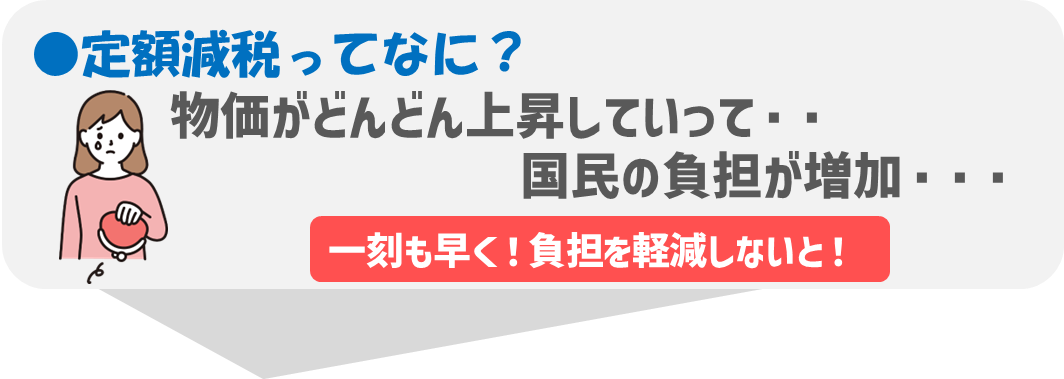 ●定額減税ってなに？
物価がどんどん上昇していって・・
国民の負担が増加・・・
一刻も早く！負担を軽減しないと！